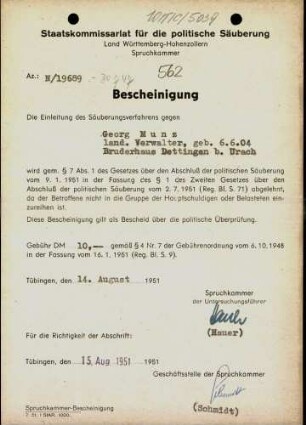 10/11/C/5039
Staatskommissariat für die politische Säuberung
Land Württemberg-Hohenzollern
Spruchkammer
562
Az.: N/19689
Bescheinigung
Die Einleitung des Säuberungsverfahrens gegen
Georg Munz
land. Verwalter, geb. 6.6.04
Bruderhaus Dettingen b. Urach
wird gem. § 7 Abs. 1 des Gesetzes über den Abschluß der politischen Säuberung
vom 9. 1. 1951 in der Fassung des § 1 des Zweiten Gesetzes über den
Abschluß der politischen Säuberung vom 2. 7. 1951 (Reg. Bl. S. 71) abgelehnt,
da der Betroffene nicht in die Gruppe der Hauptschuldigen oder Belasteten ein-
zureihen ist.
Diese Bescheinigung gilt als Bescheid über die politische Überprüfung.
Gebühr DM 10,— gemäß § 4 Nr. 7 der Gebührenordnung vom 6. 10. 1948
in der Fassung vom 16. 1. 1951 (Reg. Bl. S. 9).
Tübingen, den 14. August 1951
Spruchkammer
der Untersuchungsführer
(Mauer)
Für die Richtigkeit der Abschrift:
Tübingen, den 15. Aug 1951 1951
Geschäftsstelle der Spruchkammer
(Schmidt)
Spruchkammer-Bescheinigung